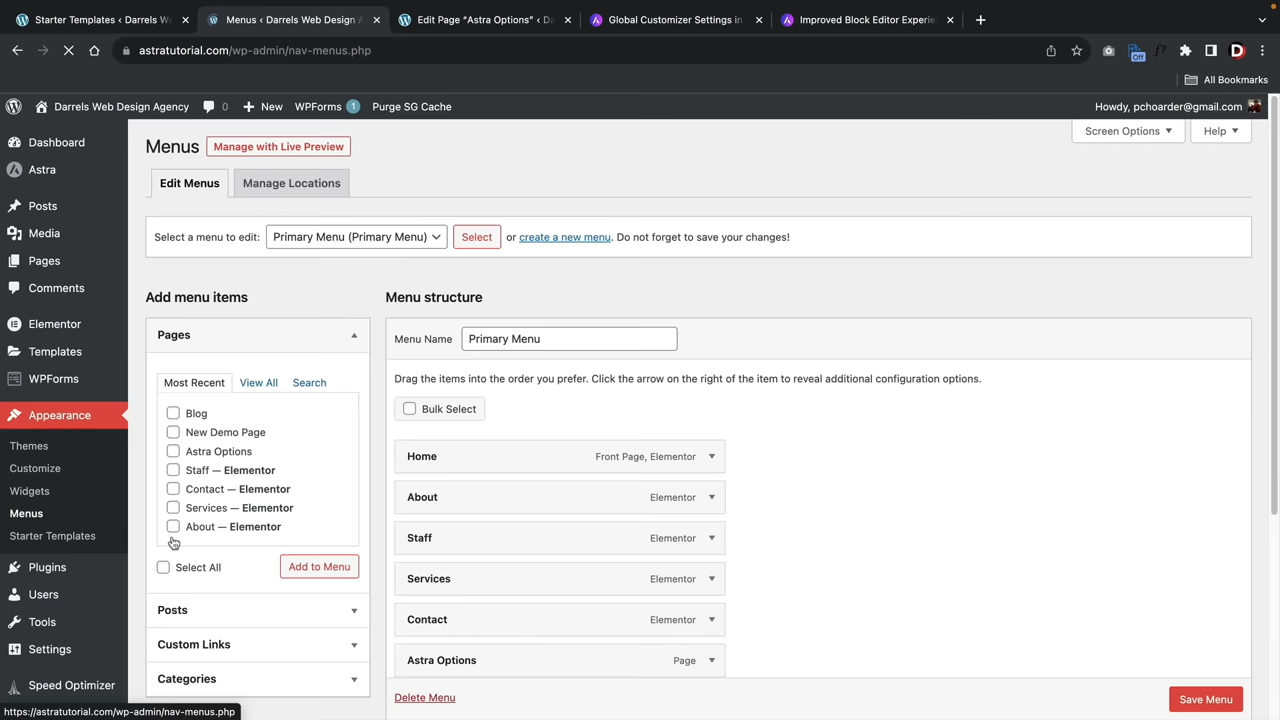 Starter Templates ‹ Darrels Wel
Menus ‹ Darrels Web Design A
Edit Page “Astra Options” ‹ Da
Global Customizer Settings in
Improved Block Editor Experie
astratutorial.com/wp-admin/nav-menus.php
Off
All Bookmarks
Darrels Web Design Agency 0 New WPForms 1 Purge SG Cache Howdy, pchoarder@gmail.com
Screen Options Help
Menus Manage with Live Preview
Edit Menus Manage Locations
Select a menu to edit: Primary Menu (Primary Menu) Select or create a new menu. Do not forget to save your changes!
Dashboard
Astra
Posts
Media
Pages
Comments
Elementor
Templates
WPForms
Appearance
Themes
Customize
Widgets
Menus
Starter Templates
Plugins
Users
Tools
Settings
Speed Optimizer
Add menu items
Pages
Most Recent View All Search
Blog
New Demo Page
Astra Options
Staff — Elementor
Contact — Elementor
Services — Elementor
About — Elementor
Select All Add to Menu
Posts
Custom Links
Categories
Menu structure
Menu Name Primary Menu
Drag the items into the order you prefer. Click the arrow on the right of the item to reveal additional configuration options.
Bulk Select
Home Front Page, Elementor
About Elementor
Staff Elementor
Services Elementor
Contact Elementor
Astra Options Page
Delete Menu Save Menu
https://astratutorial.com/wp-admin/nav-menus.php